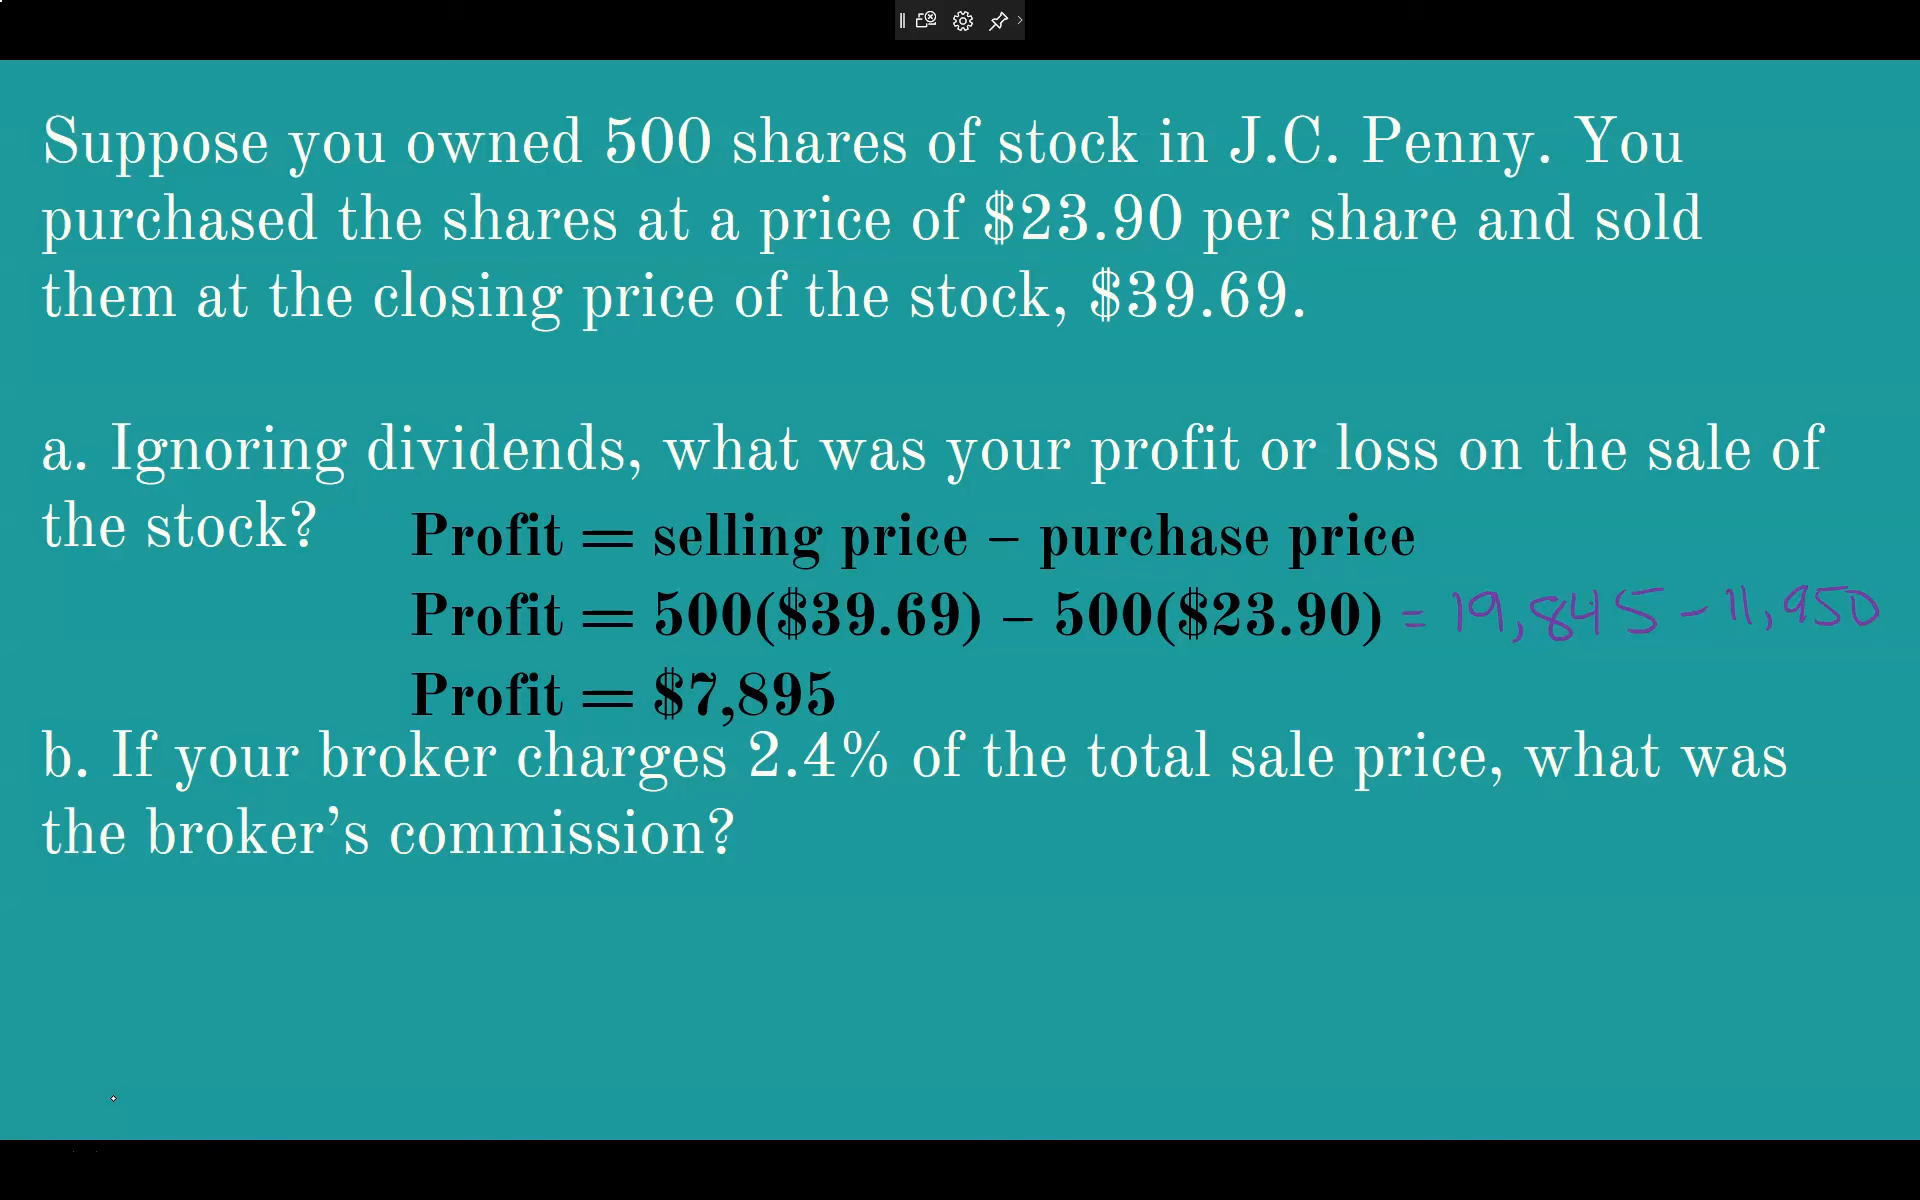 Suppose you owned 500 shares of stock in J.C. Penny. You
purchased the shares at a price of $23.90 per share and sold
them at the closing price of the stock, $39.69.
a. Ignoring dividends, what was your profit or loss on the sale of
the stock?
Profit = selling price – purchase price
Profit = 500($39.69) – 500($23.90) = 19,845 - 11,950
Profit = $7,895
b. If your broker charges 2.4% of the total sale price, what was
the broker’s commission?